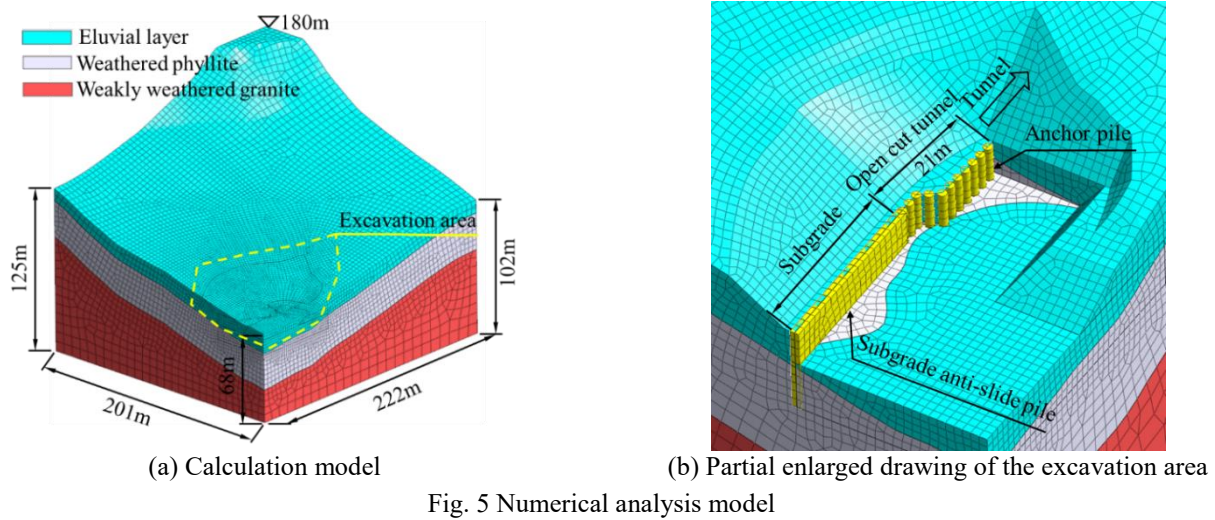 180m
Eluvial layer
Weathered phyllite
Weakly weathered granite
Excavation area
125m
102m
68m
201m
222m
(a) Calculation model
Tunnel
Open cut tunnel
21m
Anchor pile
Subgrade
Subgrade anti-slide pile
(b) Partial enlarged drawing of the excavation area
Fig. 5 Numerical analysis model